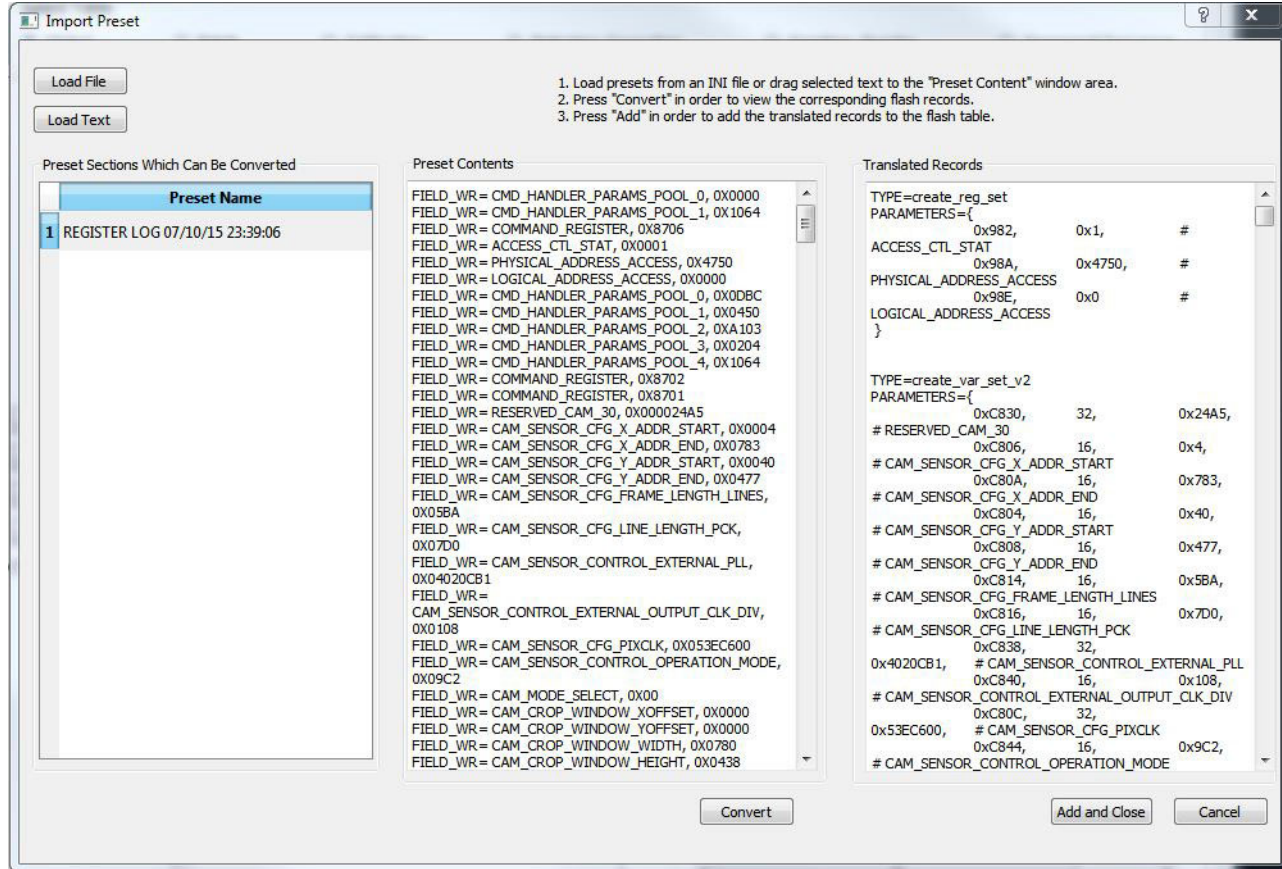 Import Preset
Load File
Load Text
1. Load presets from an INI file or drag selected text to the "Preset Content" window area.
2. Press "Convert" in order to view the corresponding flash records.
3. Press "Add" in order to add the translated records to the flash table.
Preset Sections Which Can Be Converted
Preset Name
1 REGISTER LOG 07/10/15 23:39:06
Preset Contents
FIELD_WR= CMD_HANDLER_PARAMS_POOL_0, 0X0000
FIELD_WR= CMD_HANDLER_PARAMS_POOL_1, 0X1064
FIELD_WR= COMMAND_REGISTER, 0X8706
FIELD_WR= ACCESS_CTL_STAT, 0X0001
FIELD_WR= PHYSICAL_ADDRESS_ACCESS, 0X4750
FIELD_WR= LOGICAL_ADDRESS_ACCESS, 0X0000
FIELD_WR= CMD_HANDLER_PARAMS_POOL_0, 0X0DBC
FIELD_WR= CMD_HANDLER_PARAMS_POOL_1, 0X0450
FIELD_WR= CMD_HANDLER_PARAMS_POOL_2, 0XA103
FIELD_WR= CMD_HANDLER_PARAMS_POOL_3, 0X0204
FIELD_WR= CMD_HANDLER_PARAMS_POOL_4, 0X1064
FIELD_WR= COMMAND_REGISTER, 0X8702
FIELD_WR= COMMAND_REGISTER, 0X8701
FIELD_WR= RESERVED_CAM_30, 0X000024A5
FIELD_WR= CAM_SENSOR_CFG_X_ADDR_START, 0X0004
FIELD_WR= CAM_SENSOR_CFG_X_ADDR_END, 0X0783
FIELD_WR= CAM_SENSOR_CFG_Y_ADDR_START, 0X0040
FIELD_WR= CAM_SENSOR_CFG_Y_ADDR_END, 0X0477
FIELD_WR= CAM_SENSOR_CFG_FRAME_LENGTH_LINES,
0X05BA
FIELD_WR= CAM_SENSOR_CFG_LINE_LENGTH_PCK,
0X07D0
FIELD_WR= CAM_SENSOR_CONTROL_EXTERNAL_PLL,
0X04020CB1
FIELD_WR=
CAM_SENSOR_CONTROL_EXTERNAL_OUTPUT_CLK_DIV,
0X0108
FIELD_WR= CAM_SENSOR_CFG_PIXCLK, 0X053EC600
FIELD_WR= CAM_SENSOR_CONTROL_OPERATION_MODE,
0X09C2
FIELD_WR= CAM_MODE_SELECT, 0X00
FIELD_WR= CAM_CROP_WINDOW_XOFFSET, 0X0000
FIELD_WR= CAM_CROP_WINDOW_YOFFSET, 0X0000
FIELD_WR= CAM_CROP_WINDOW_WIDTH, 0X0780
FIELD_WR= CAM_CROP_WINDOW_HEIGHT, 0X0438
Translated Records
TYPE=create_reg_set
PARAMETERS={
0x982, 0x1, #
ACCESS_CTL_STAT
0x98A, 0x4750, #
PHYSICAL_ADDRESS_ACCESS
0x98E, 0x0 #
LOGICAL_ADDRESS_ACCESS
}
TYPE=create_var_set_v2
PARAMETERS={
0xC830, 32, 0x24A5,
# RESERVED_CAM_30
0xC806, 16, 0x4,
# CAM_SENSOR_CFG_X_ADDR_START
0xC80A, 16, 0x783,
# CAM_SENSOR_CFG_X_ADDR_END
0xC804, 16, 0x40,
# CAM_SENSOR_CFG_Y_ADDR_START
0xC808, 16, 0x477,
# CAM_SENSOR_CFG_Y_ADDR_END
0xC814, 16, 0x5BA,
# CAM_SENSOR_CFG_FRAME_LENGTH_LINES
0xC816, 16, 0x7D0,
# CAM_SENSOR_CFG_LINE_LENGTH_PCK
0xC838, 32,
0x4020CB1, # CAM_SENSOR_CONTROL_EXTERNAL_PLL
0xC840, 16, 0x108,
# CAM_SENSOR_CONTROL_EXTERNAL_OUTPUT_CLK_DIV
0xC80C, 32,
0x53EC600, # CAM_SENSOR_CFG_PIXCLK
0xC844, 16, 0x9C2,
# CAM_SENSOR_CONTROL_OPERATION_MODE
Convert
Add and Close
Cancel